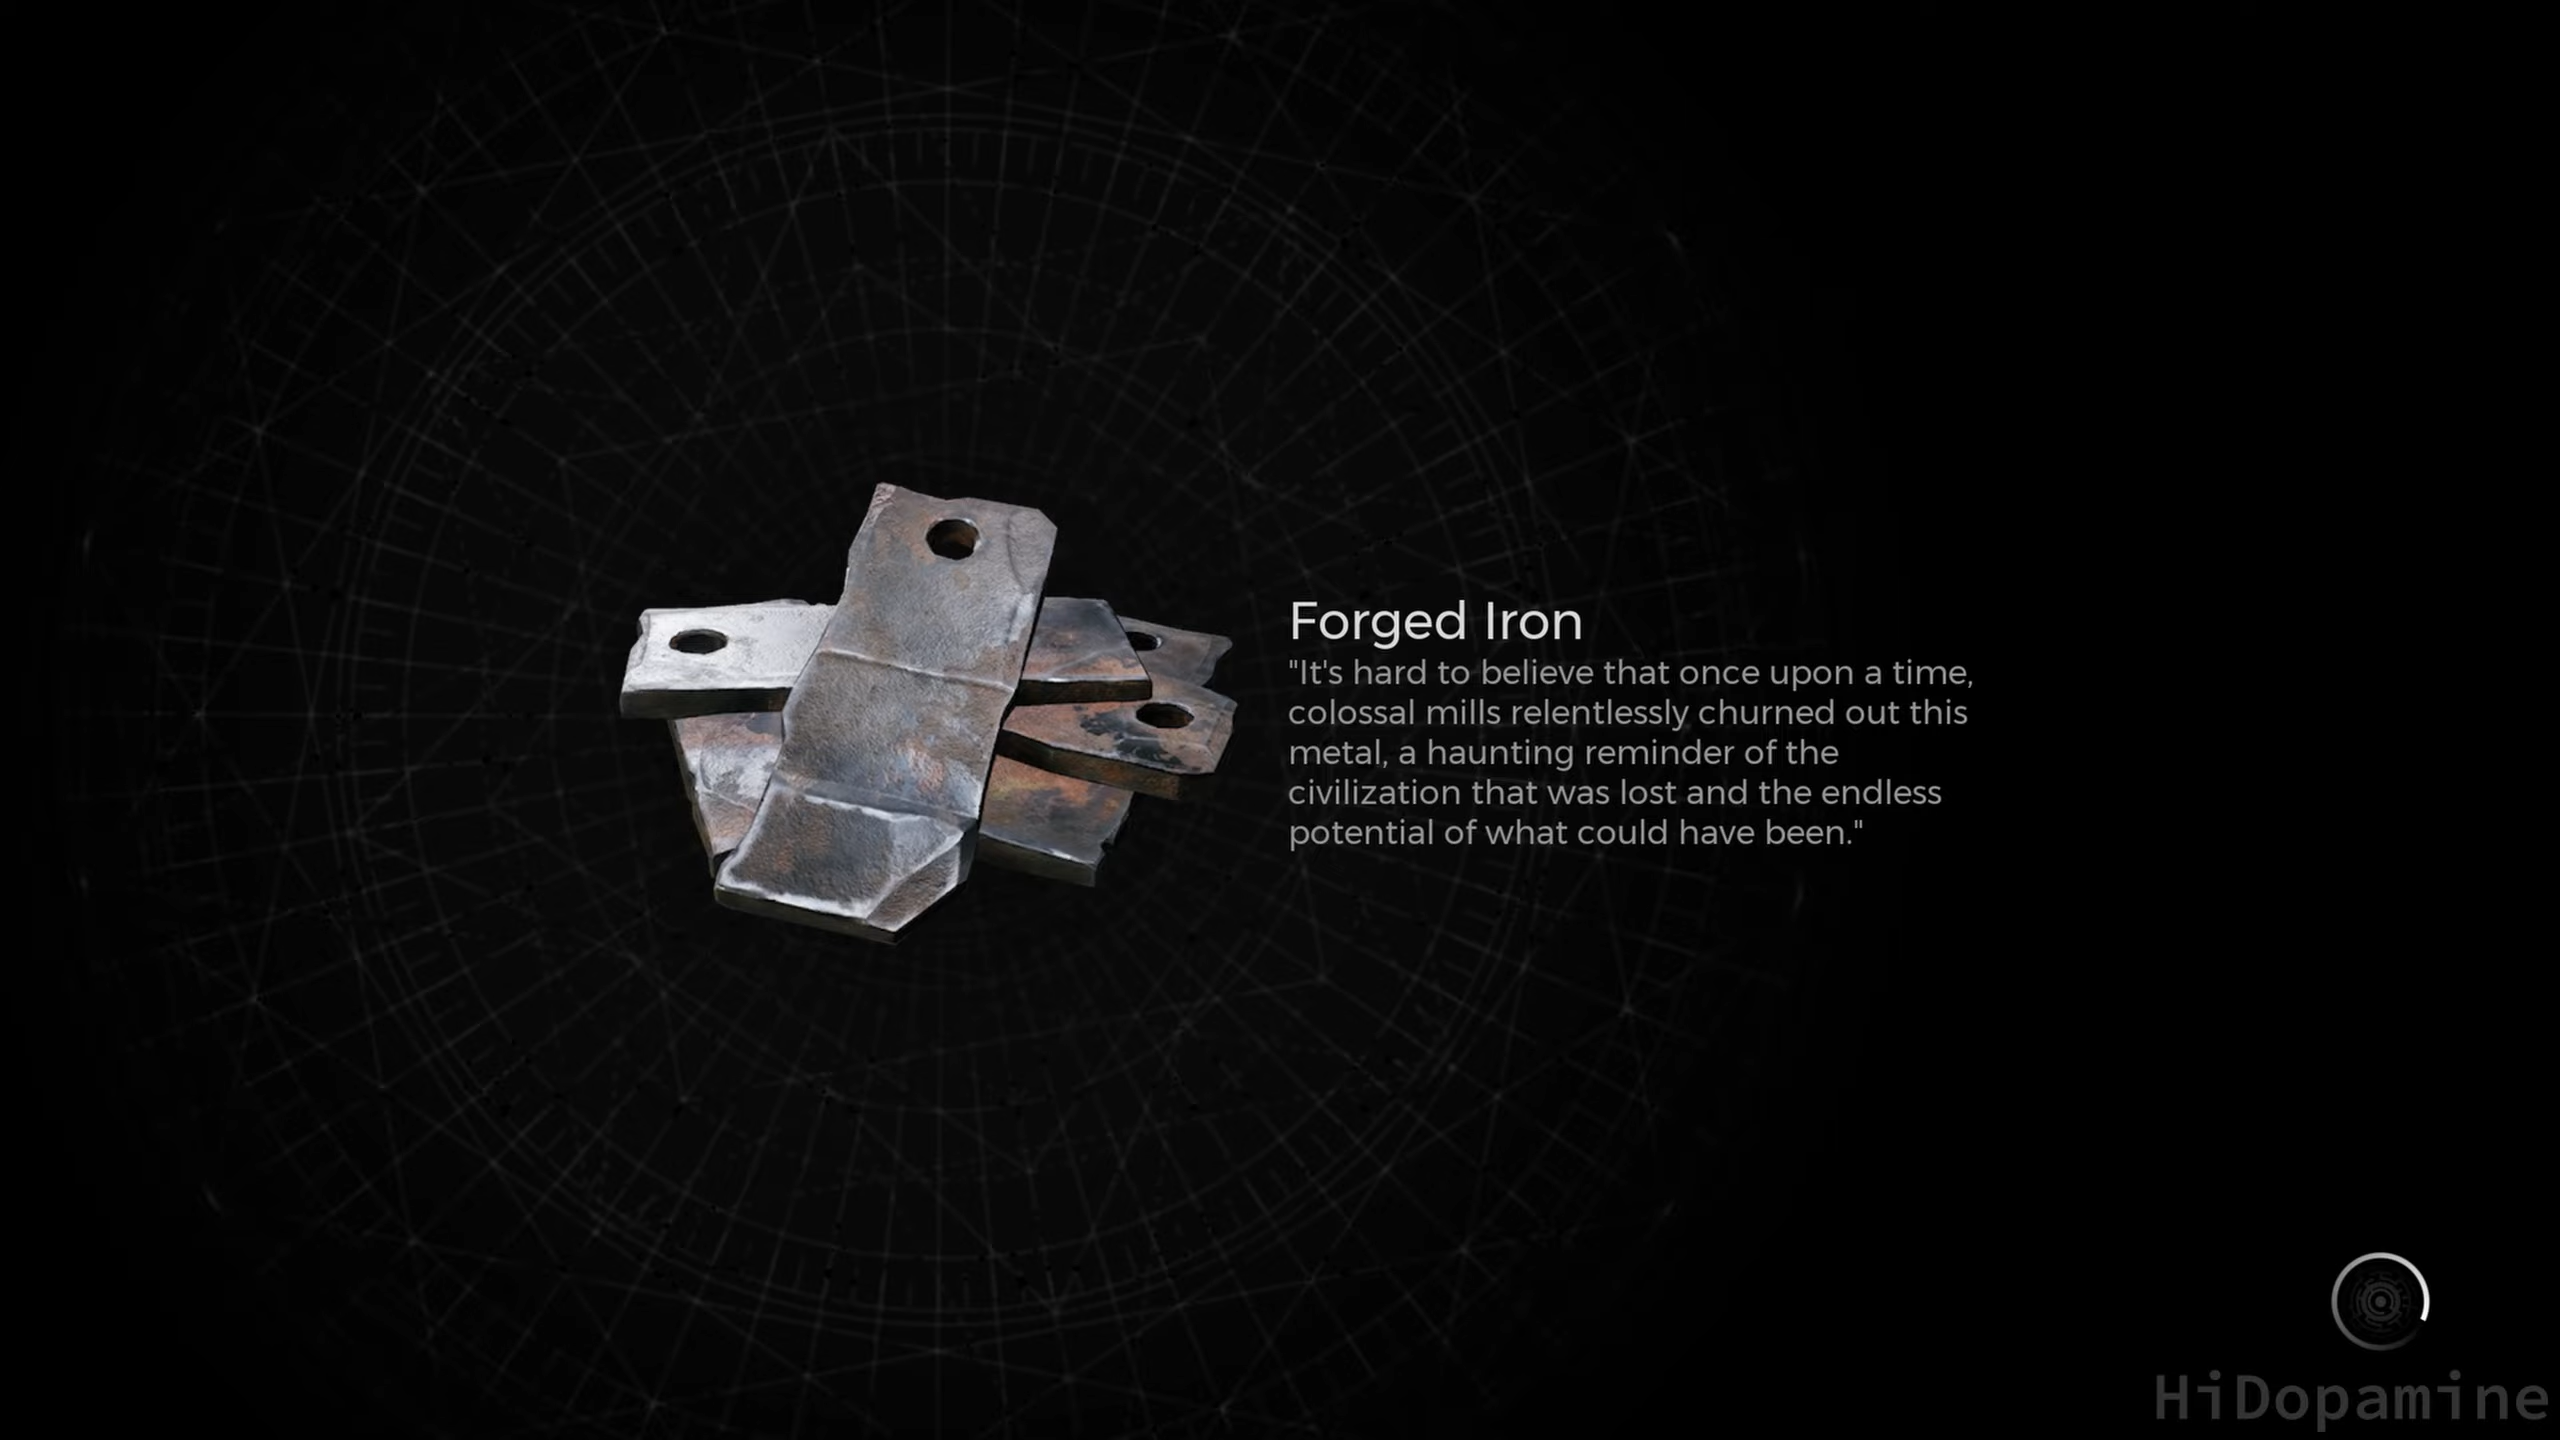 Forged Iron
"It's hard to believe that once upon a time,
colossal mills relentlessly churned out this
metal, a haunting reminder of the
civilization that was lost and the endless
potential of what could have been."
HiDopamine